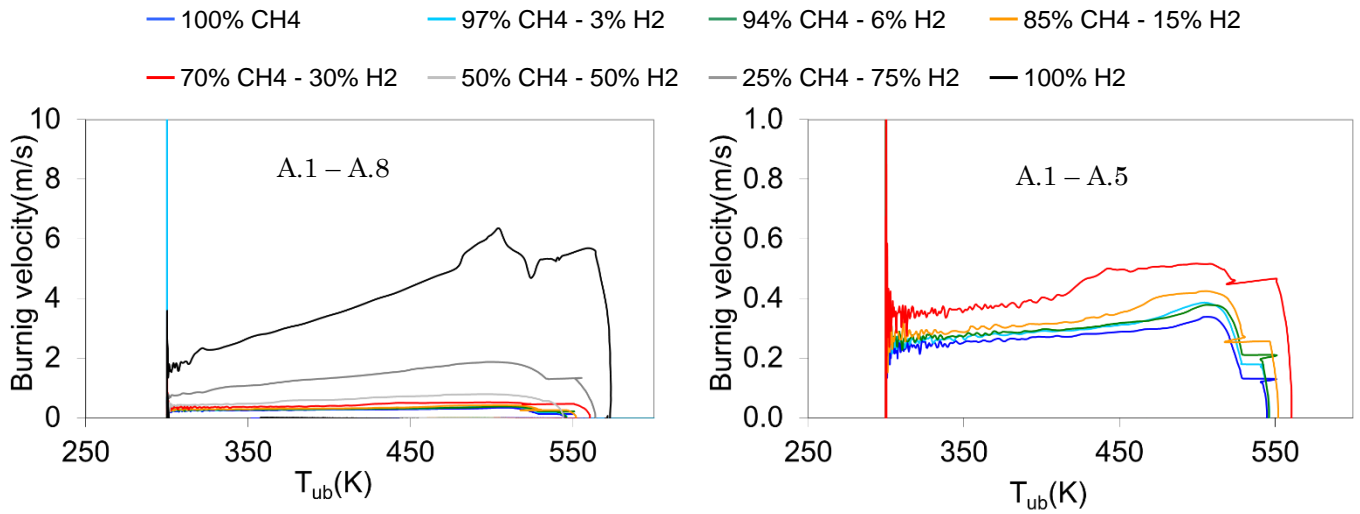 100% CH4 97% CH4 - 3% H2 94% CH4 - 6% H2 85% CH4 - 15% H2
70% CH4 - 30% H2 50% CH4 - 50% H2 25% CH4 - 75% H2 100% H2
Burnig velocity(m/s)
10
8
6
4
2
0
A.1 – A.8
250 350 450 550
Tub(K)
Burnig velocity(m/s)
1.0
0.8
0.6
0.4
0.2
0.0
A.1 – A.5
250 350 450 550
Tub(K)